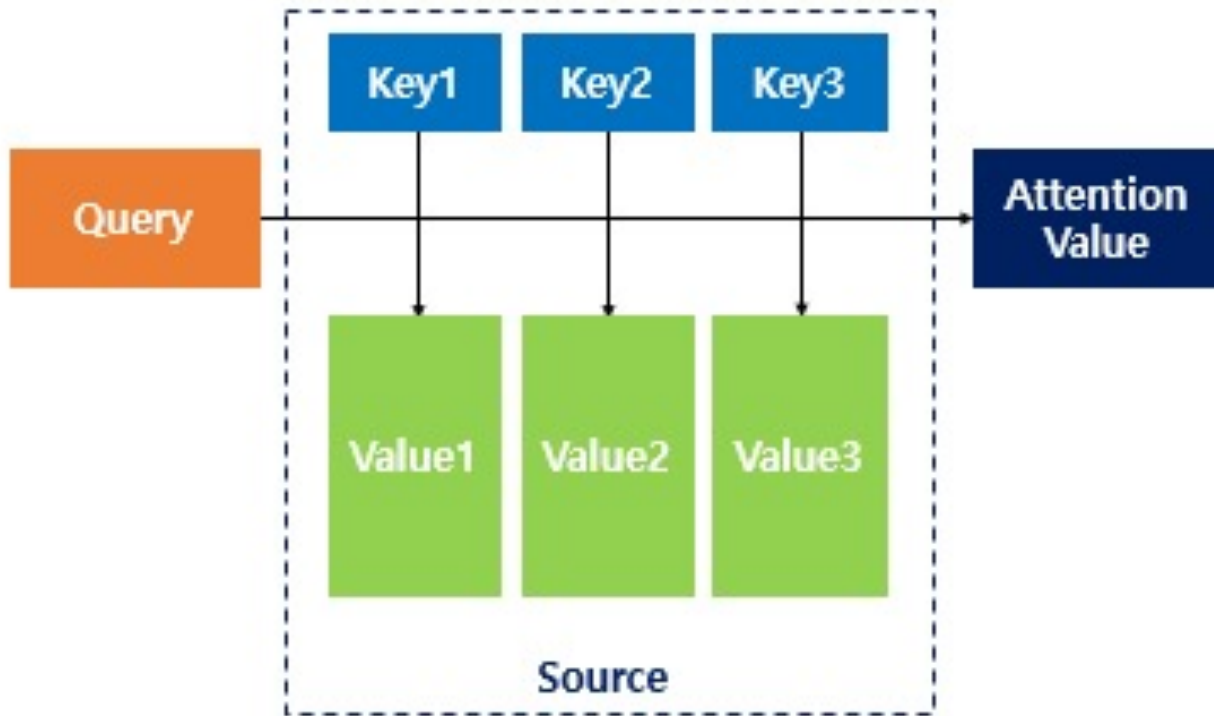 Key1 Key2 Key3
Query
Attention
Value
Value1 Value2 Value3
Source